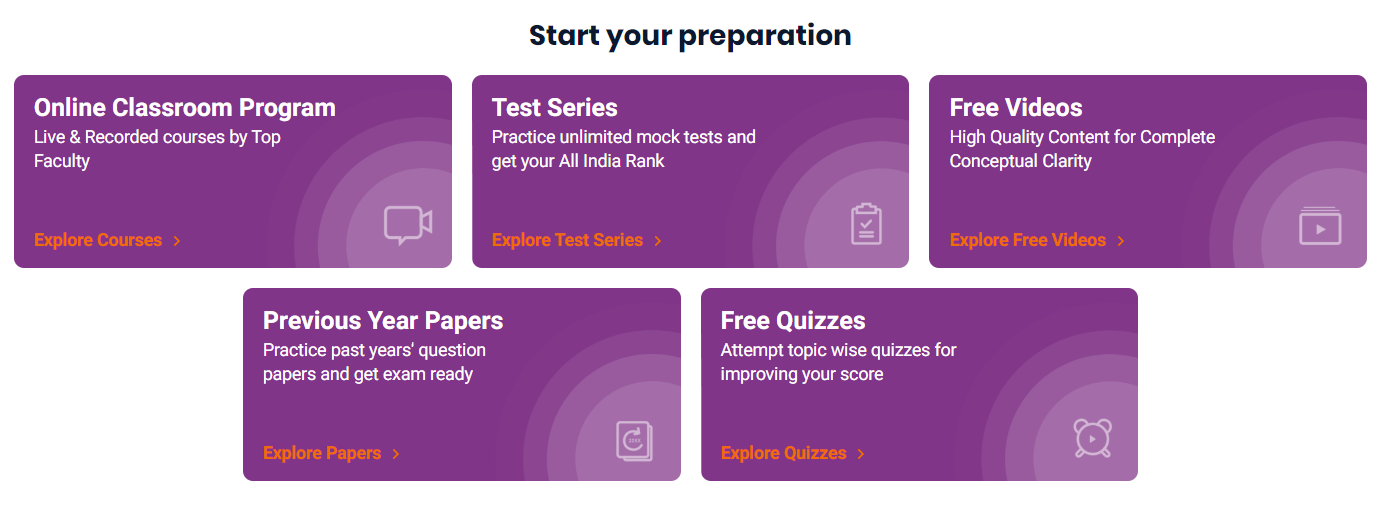 Start your preparation
Online Classroom Program
Live & Recorded courses by Top
Faculty
Explore Courses
Test Series
Practice unlimited mock tests and
get your All India Rank
Explore Test Series
Free Videos
High Quality Content for Complete
Conceptual Clarity
Explore Free Videos
Previous Year Papers
Practice past years' question
papers and get exam ready
Explore Papers
20XX
Free Quizzes
Attempt topic wise quizzes for
improving your score
Explore Quizzes